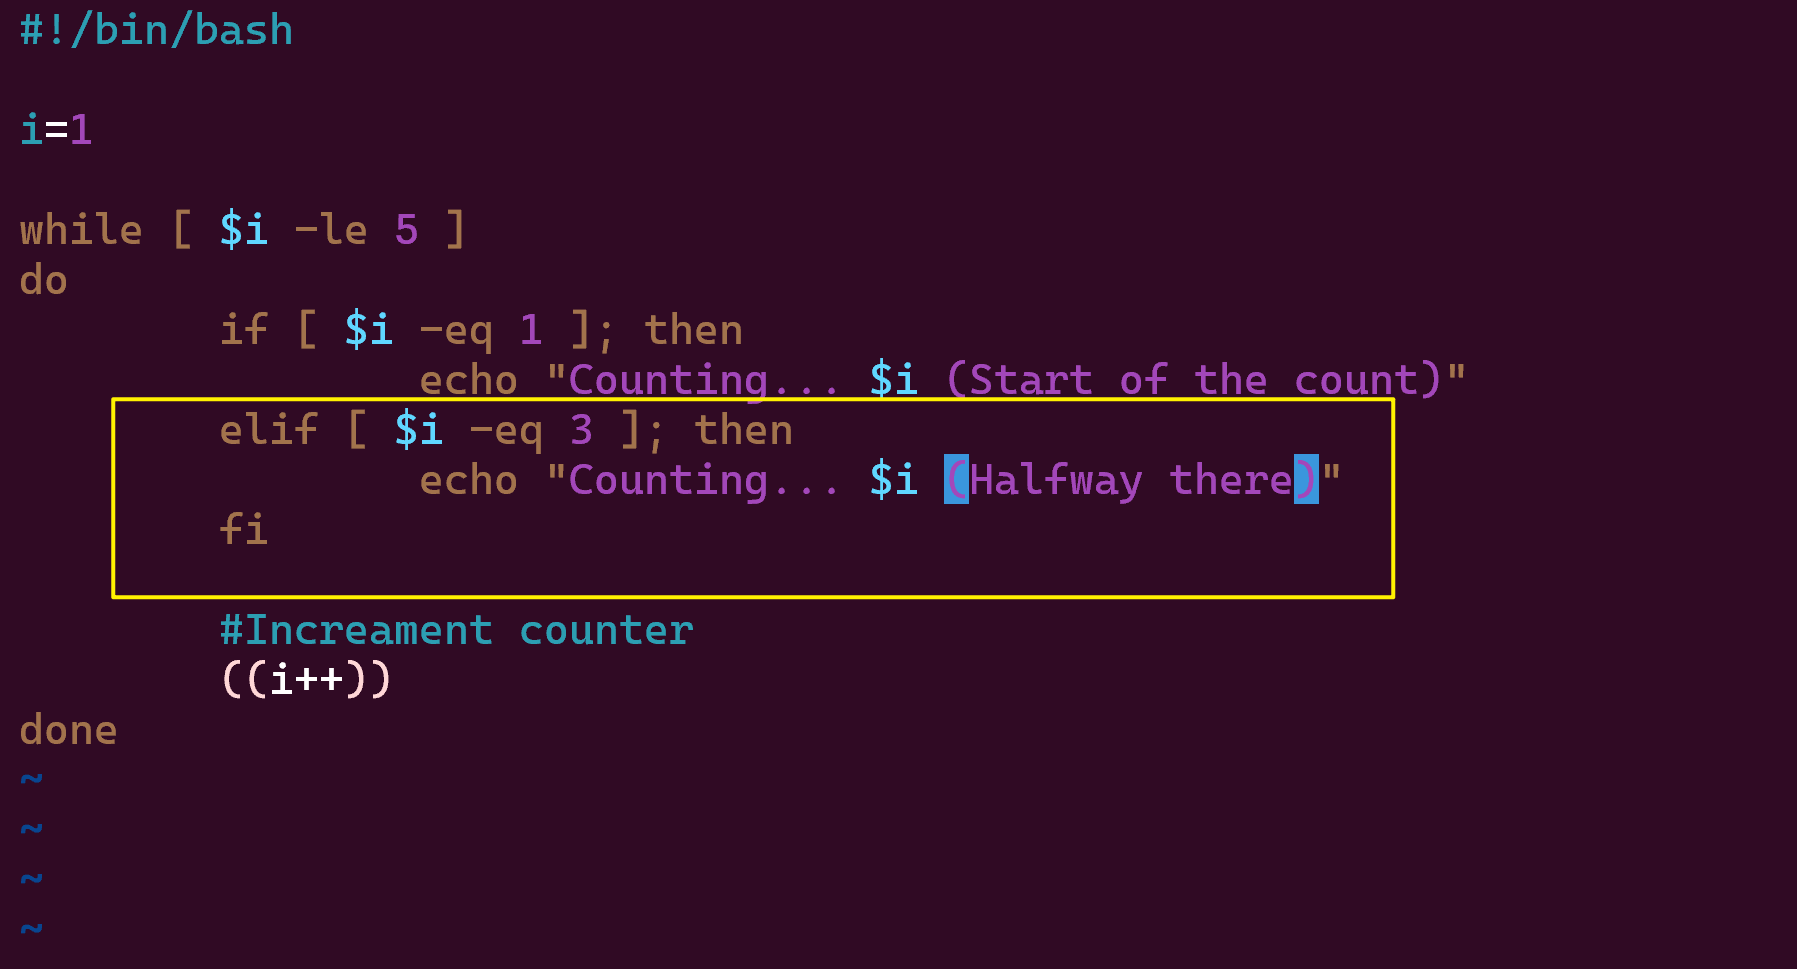 #!/bin/bash
i=1
while [ $i -le 5 ]
do
if [ $i -eq 1 ]; then
echo "Counting... $i (Start of the count)"
elif [ $i -eq 3 ]; then
echo "Counting... $i (Halfway there)"
fi
#Increament counter
((i++))
done
~
~
~
~